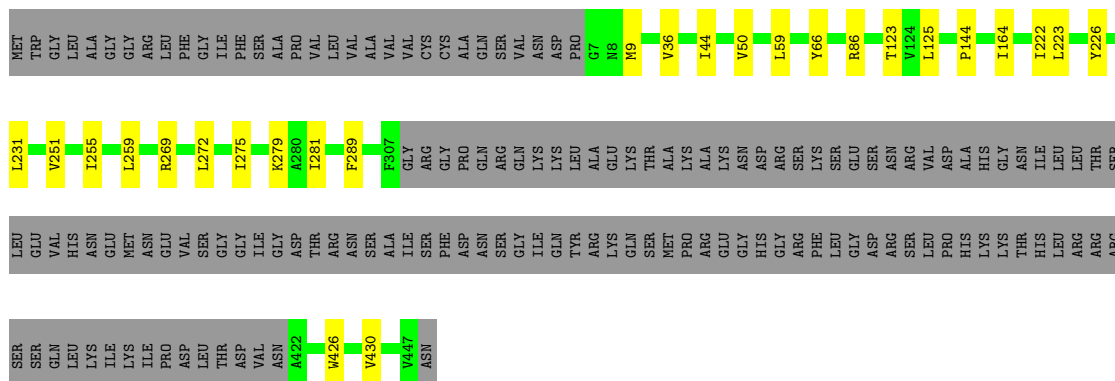 MET TRP GLY LEU ALA GLY GLY ARG LEU PHE GLY ILE PHE SER ALA PRO VAL LEU VAL ALA VAL VAL CYS CYS ALA GLN SER VAL ASN ASP PRO G7 N8 M9 V36 I44 V50 L59 Y66 R86 T123 V124 L125 P144 I164 I222 L223 Y226
L231 V251 I255 L259 R269 L272 I275 K279 A280 I281 F289 F307 GLY ARG GLY PRO GLN ARG GLN LYS LYS LEU ALA GLU LYS THR ALA LYS ALA LYS ASN ASP ARG SER LYS SER GLU SER ASN ARG VAL ASP ALA HIS GLY ASN ILE LEU LEU THR SER
LEU GLU VAL HIS ASN GLU MET ASN GLU VAL SER GLY GLY ILE GLY ASP THR ARG ASN SER ALA ILE SER PHE ASP ASN SER GLY ILE GLN TYR ARG LYS GLN SER MET PRO ARG GLU GLY HIS GLY ARG PHE LEU GLY ASP ARG SER LEU PRO HIS LYS LYS THR HIS LEU ARG ARG ARG
SER SER GLN LEU LYS ILE LYS ILE PRO ASP LEU THR ASP VAL ASN A422 W426 V430 V447 ASN